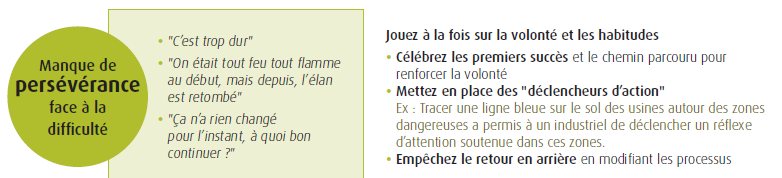 Manque de
persévérance
face à la
difficulté
• "C’est trop dur"
• "On était tout feu tout flamme
au début, mais depuis, l’élan
est retombé"
• "Ça n’a rien changé
pour l’instant, à quoi bon
continuer ?"
Jouez à la fois sur la volonté et les habitudes
• Célébrez les premiers succès et le chemin parcouru pour
renforcer la volonté
• Mettez en place des "déclencheurs d’action"
Ex : Tracer une ligne bleue sur le sol des usines autour des zones
dangereuses a permis à un industriel de déclencher un réflexe
d’attention soutenue dans ces zones.
• Empêchez le retour en arrière en modifiant les processus